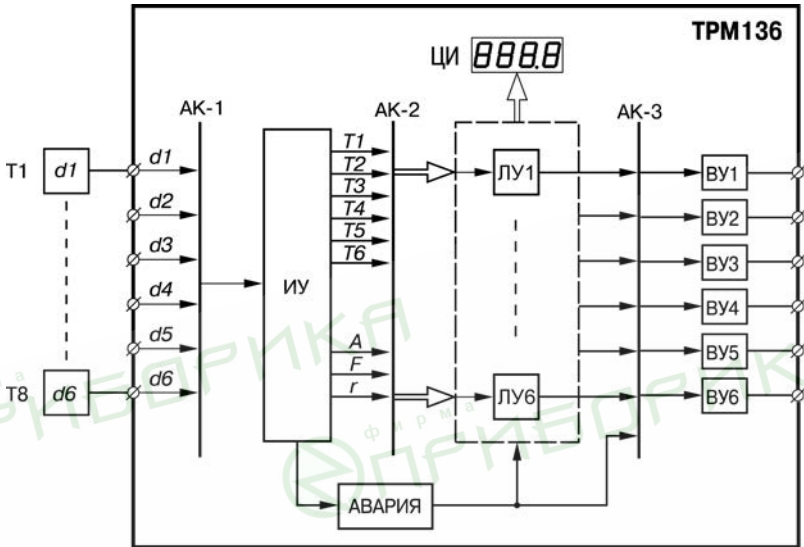 ТРМ136
ЦИ 888.8
АК-1
АК-2
АК-3
T1
d1
d1
d2
d3
d4
d5
d6
T8
d6
ИУ
T1
T2
T3
T4
T5
T6
A
F
r
ЛУ1
ЛУ6
ВУ1
ВУ2
ВУ3
ВУ4
ВУ5
ВУ6
АВАРИЯ
ПРИБОРИКА
фирма
ПРИБОРИКА